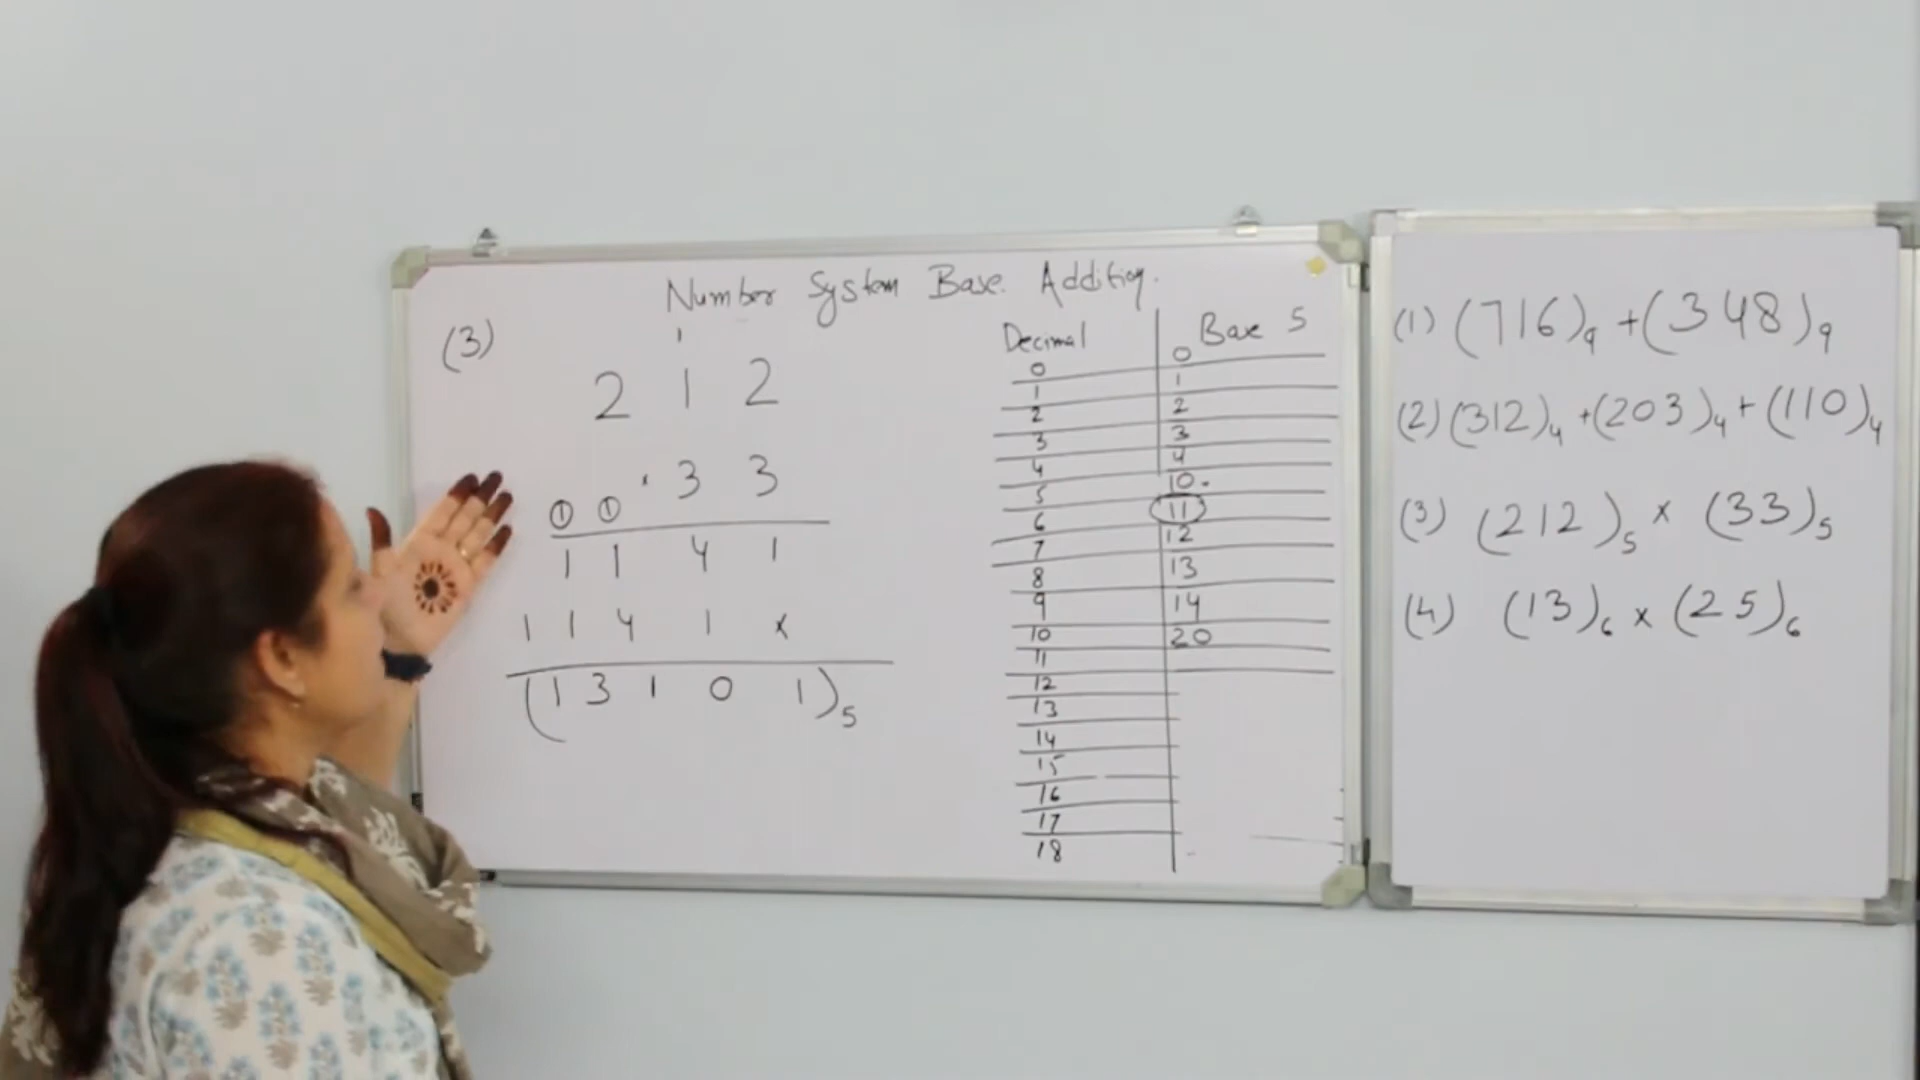 Number System Base. Addition.
(3)
1
2 1 2
3 3
① ①
1 1 4 1
1 1 4 1 x
(1 3 1 0 1)₅
Decimal Base 5
0 0
1 1
2 2
3 3
4 4
5 10.
6 11
7 12
8 13
9 14
10 20
11
12
13
14
15
16
17
18
(1) (716)₉ + (348)₉
(2) (312)₄ + (203)₄ + (110)₄
(3) (212)₅ x (33)₅
(4) (13)₆ x (25)₆